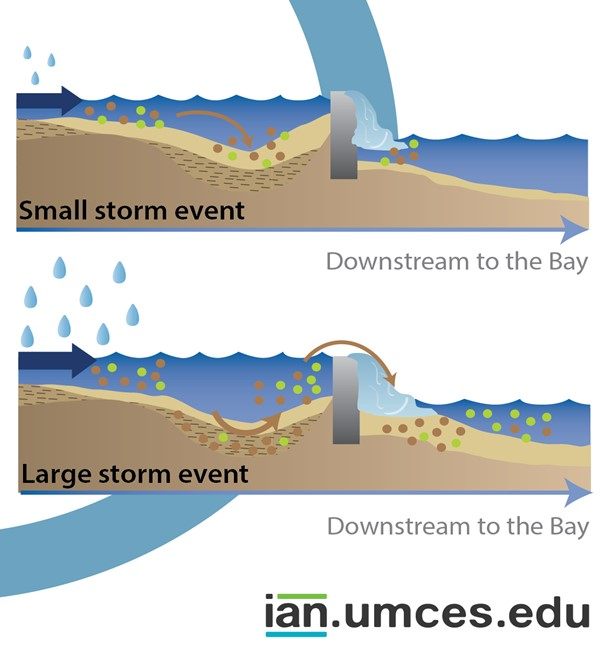 Small storm event
Downstream to the Bay
Large storm event
Downstream to the Bay
ian.umces.edu